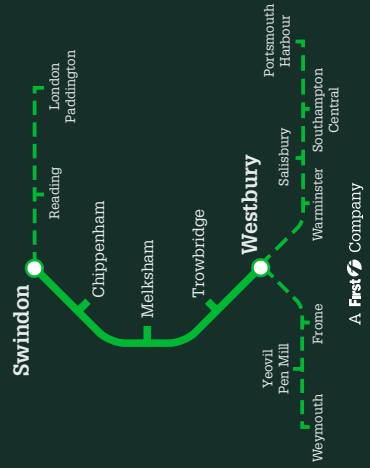 London
Paddington
Reading
Swindon
Chippenham
Melksham
Trowbridge
Westbury
Portsmouth
Harbour
Southampton
Central
Salisbury
Warminster
Frome
Yeovil
Pen Mill
Weymouth
A First Company